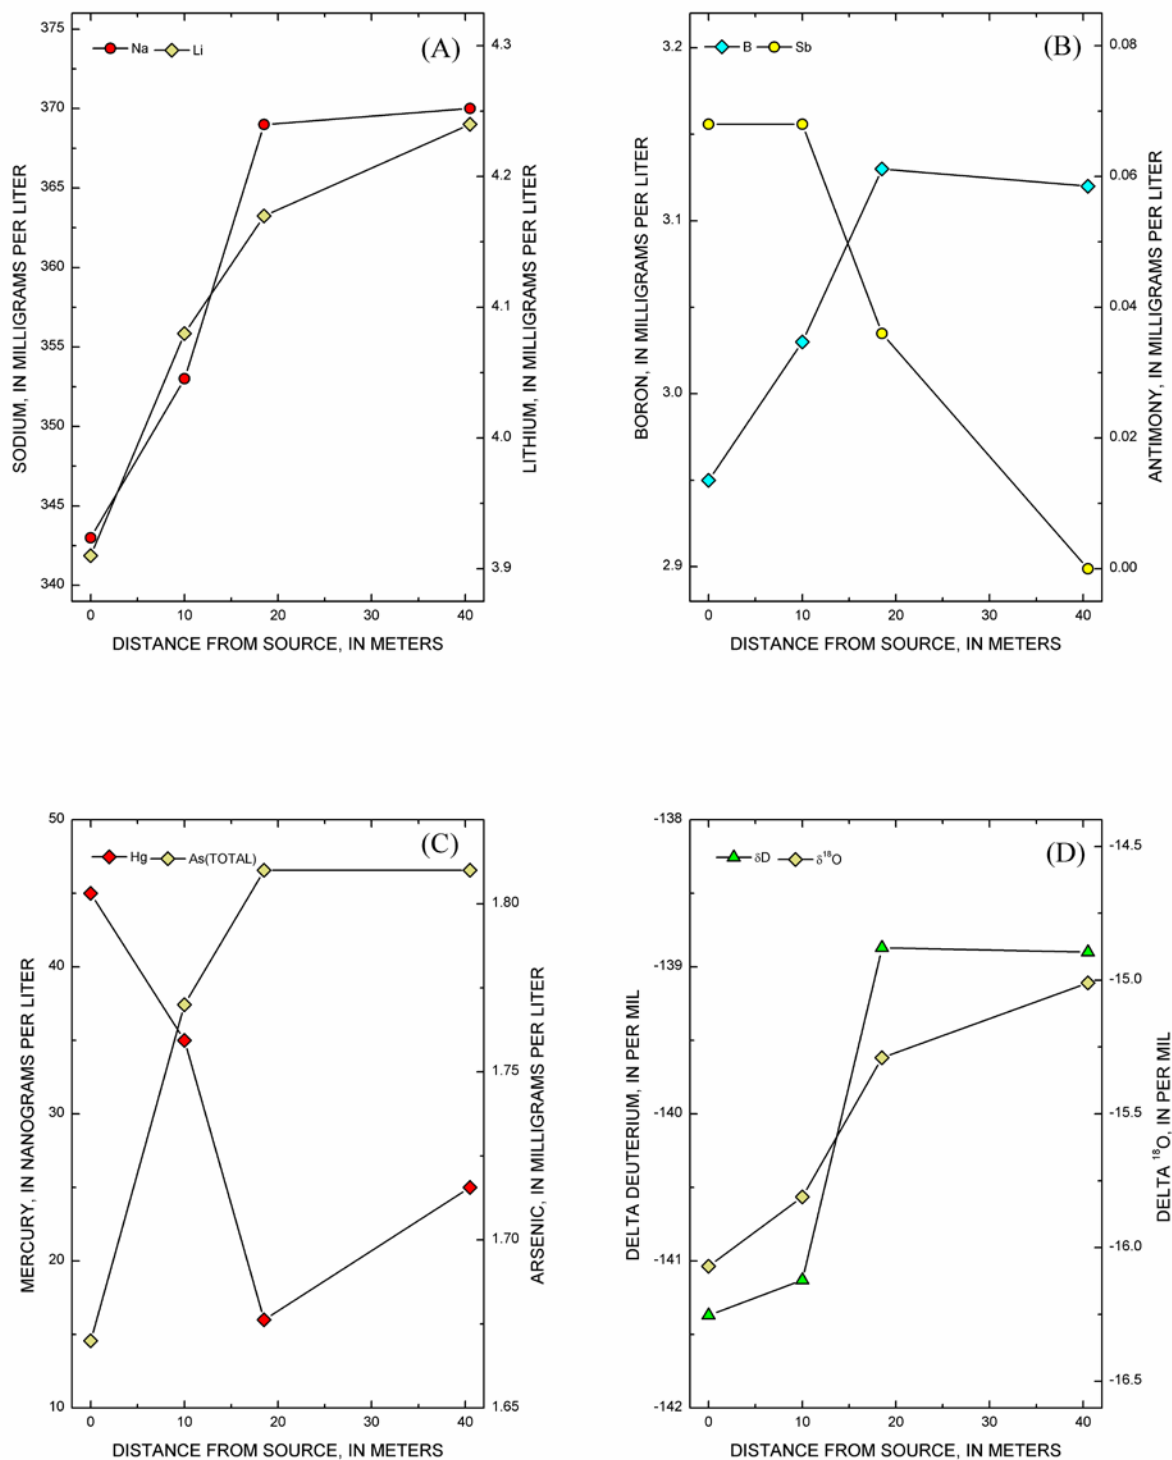 Na Li
(A)
375
370
365
360
355
350
345
340
SODIUM, IN MILLIGRAMS PER LITER
4.3
4.2
4.1
4.0
3.9
LITHIUM, IN MILLIGRAMS PER LITER
0 10 20 30 40
DISTANCE FROM SOURCE, IN METERS
B Sb
(B)
3.2
3.1
3.0
2.9
BORON, IN MILLIGRAMS PER LITER
0.08
0.06
0.04
0.02
0.00
ANTIMONY, IN MILLIGRAMS PER LITER
0 10 20 30 40
DISTANCE FROM SOURCE, IN METERS
Hg As(TOTAL)
(C)
50
40
30
20
10
MERCURY, IN NANOGRAMS PER LITER
1.80
1.75
1.70
1.65
ARSENIC, IN MILLIGRAMS PER LITER
0 10 20 30 40
DISTANCE FROM SOURCE, IN METERS
δD δ¹⁸O
(D)
-138
-139
-140
-141
-142
DELTA DEUTERIUM, IN PER MIL
-14.5
-15.0
-15.5
-16.0
-16.5
DELTA ¹⁸O, IN PER MIL
0 10 20 30 40
DISTANCE FROM SOURCE, IN METERS